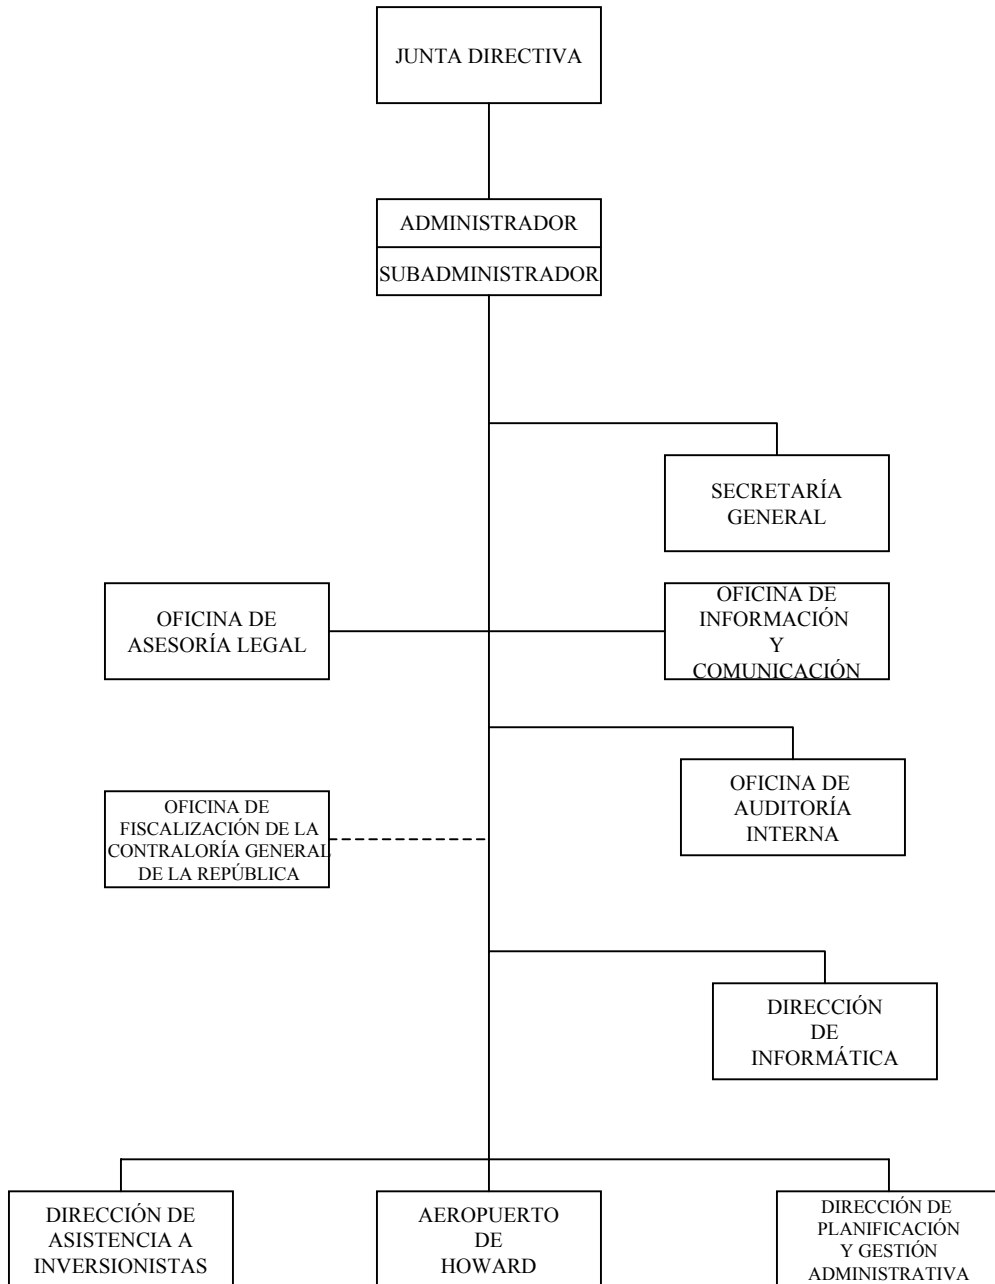 JUNTA DIRECTIVA
ADMINISTRADOR
SUBADMINISTRADOR
SECRETARÍA
GENERAL
OFICINA DE
ASESORÍA LEGAL
OFICINA DE
INFORMACIÓN
Y
COMUNICACIÓN
OFICINA DE
AUDITORÍA
INTERNA
OFICINA DE
FISCALIZACIÓN DE LA
CONTRALORÍA GENERAL
DE LA REPÚBLICA
DIRECCIÓN
DE
INFORMÁTICA
DIRECCIÓN DE
ASISTENCIA A
INVERSIONISTAS
AEROPUERTO
DE
HOWARD
DIRECCIÓN DE
PLANIFICACIÓN
Y GESTIÓN
ADMINISTRATIVA